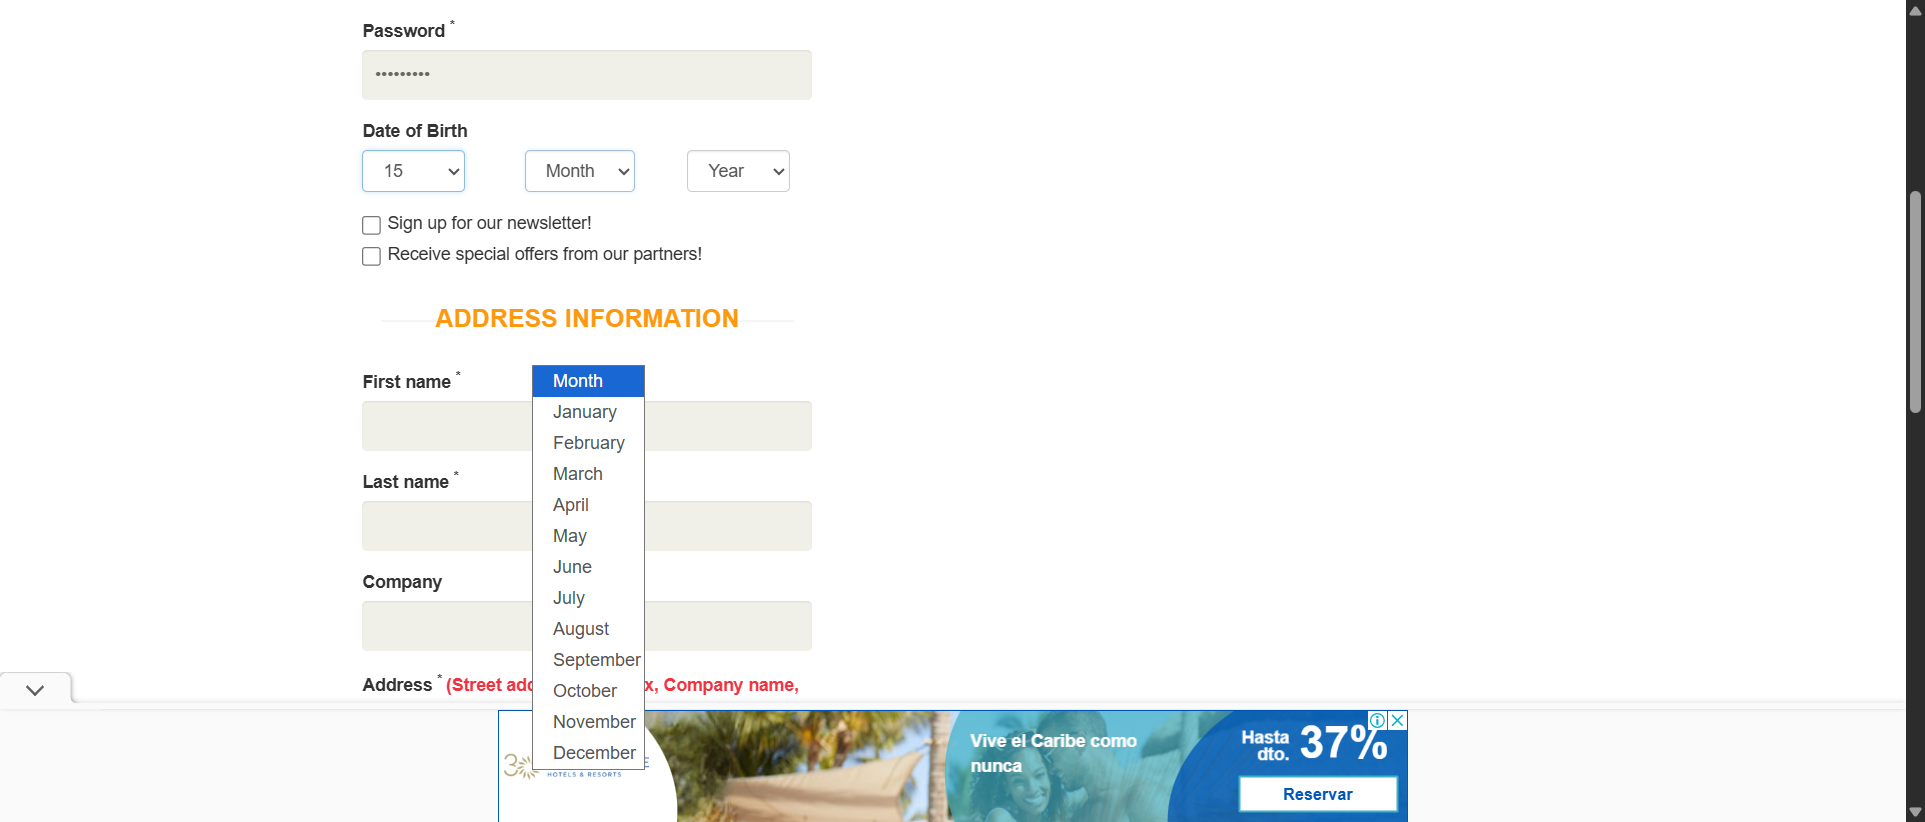 Password *
•••••••••
Date of Birth
15 Month Year
Sign up for our newsletter!
Receive special offers from our partners!
ADDRESS INFORMATION
First name *
Month
January
February
March
April
May
June
July
August
September
October
November
December
Last name *
Company
Address * (Street add x, Company name,
HOTELS & RESORTS
Vive el Caribe como
nunca
Hasta
dto. 37%
Reservar